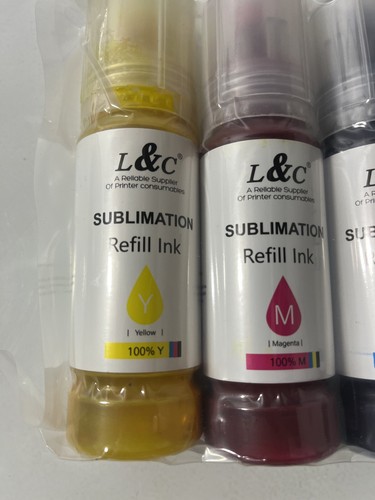 L&C®
A Reliable Supplier
Of Printer consumables
SUBLIMATION
Refill Ink
Y
| Yellow |
100% Y
L&C®
A Reliable Supplier
Of Printer consumables
SUBLIMATION
Refill Ink
M
| Magenta |
100% M
L
SUB